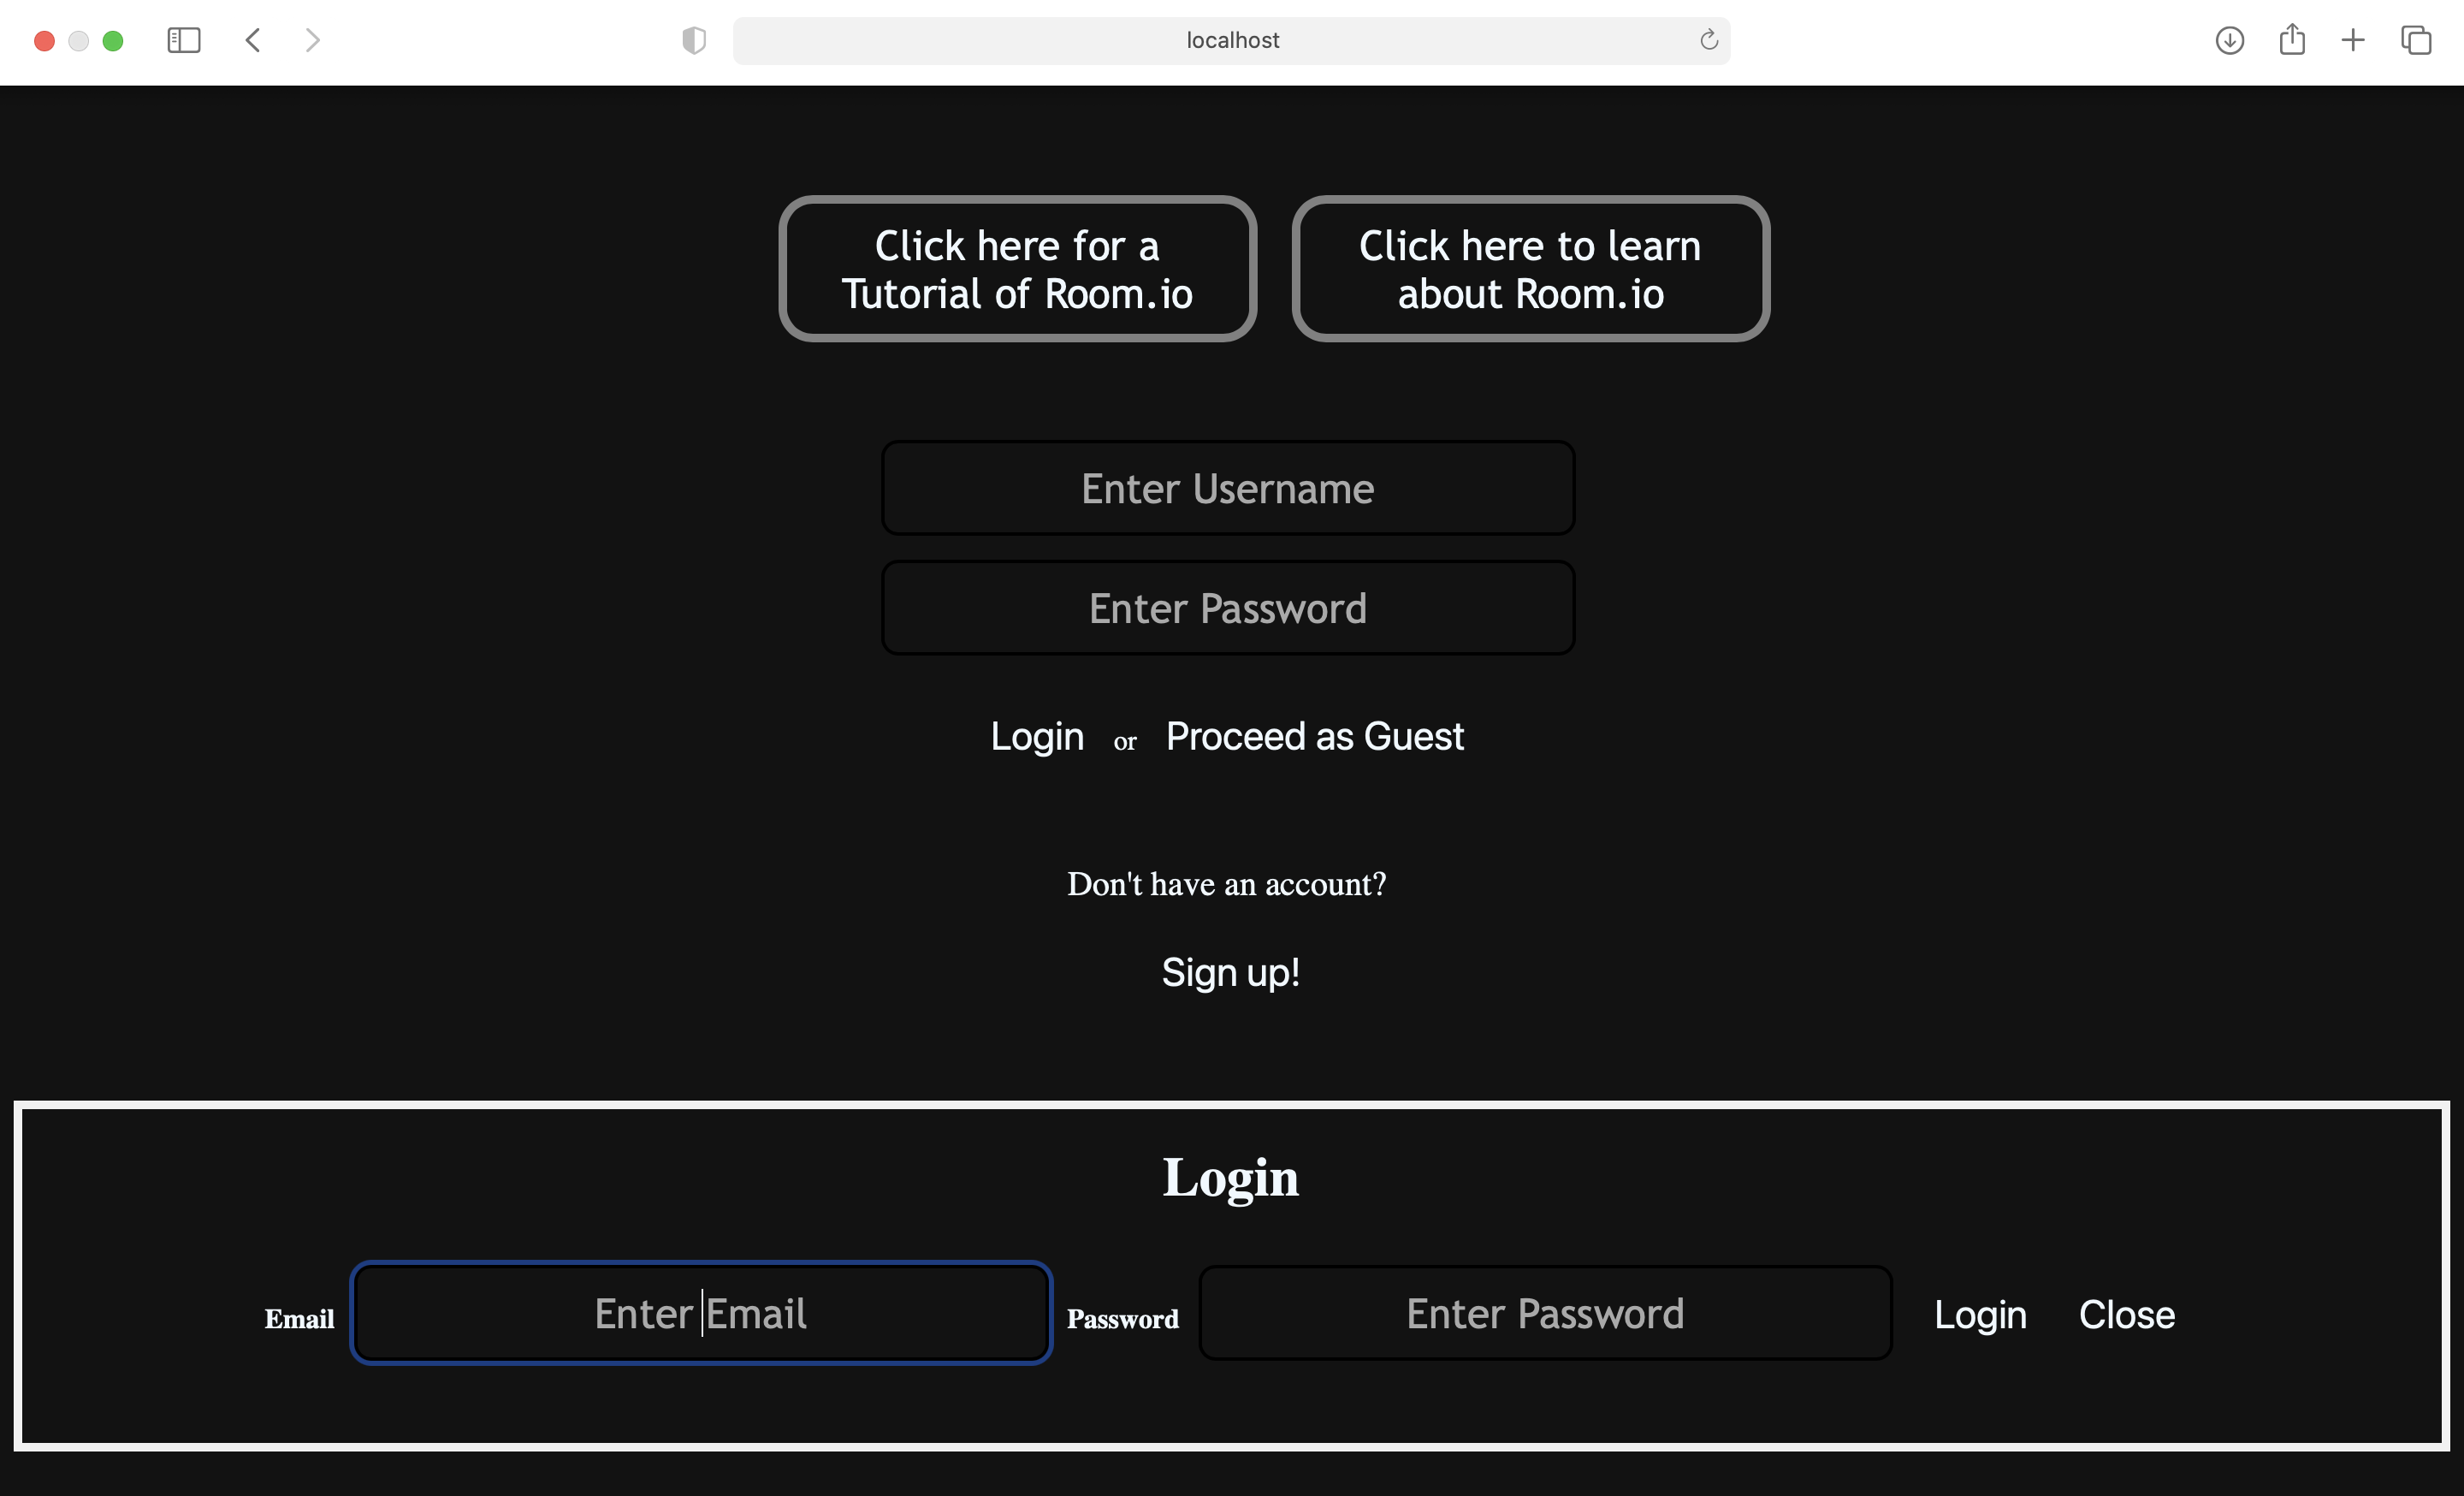 localhost
Click here for a
Tutorial of Room.io
Click here to learn
about Room.io
Enter Username
Enter Password
Login or Proceed as Guest
Don't have an account?
Sign up!
Login
Email Enter Email Password Enter Password Login Close